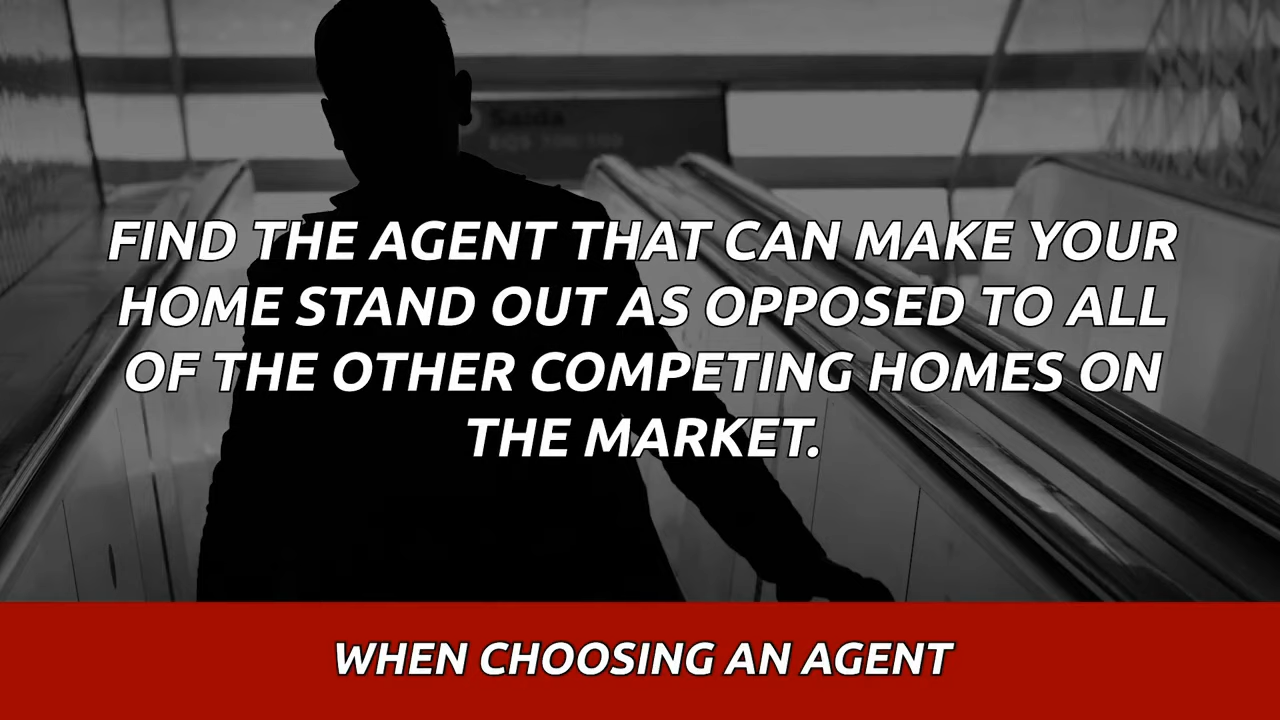 Saída
FIND THE AGENT THAT CAN MAKE YOUR
HOME STAND OUT AS OPPOSED TO ALL
OF THE OTHER COMPETING HOMES ON
THE MARKET.
WHEN CHOOSING AN AGENT